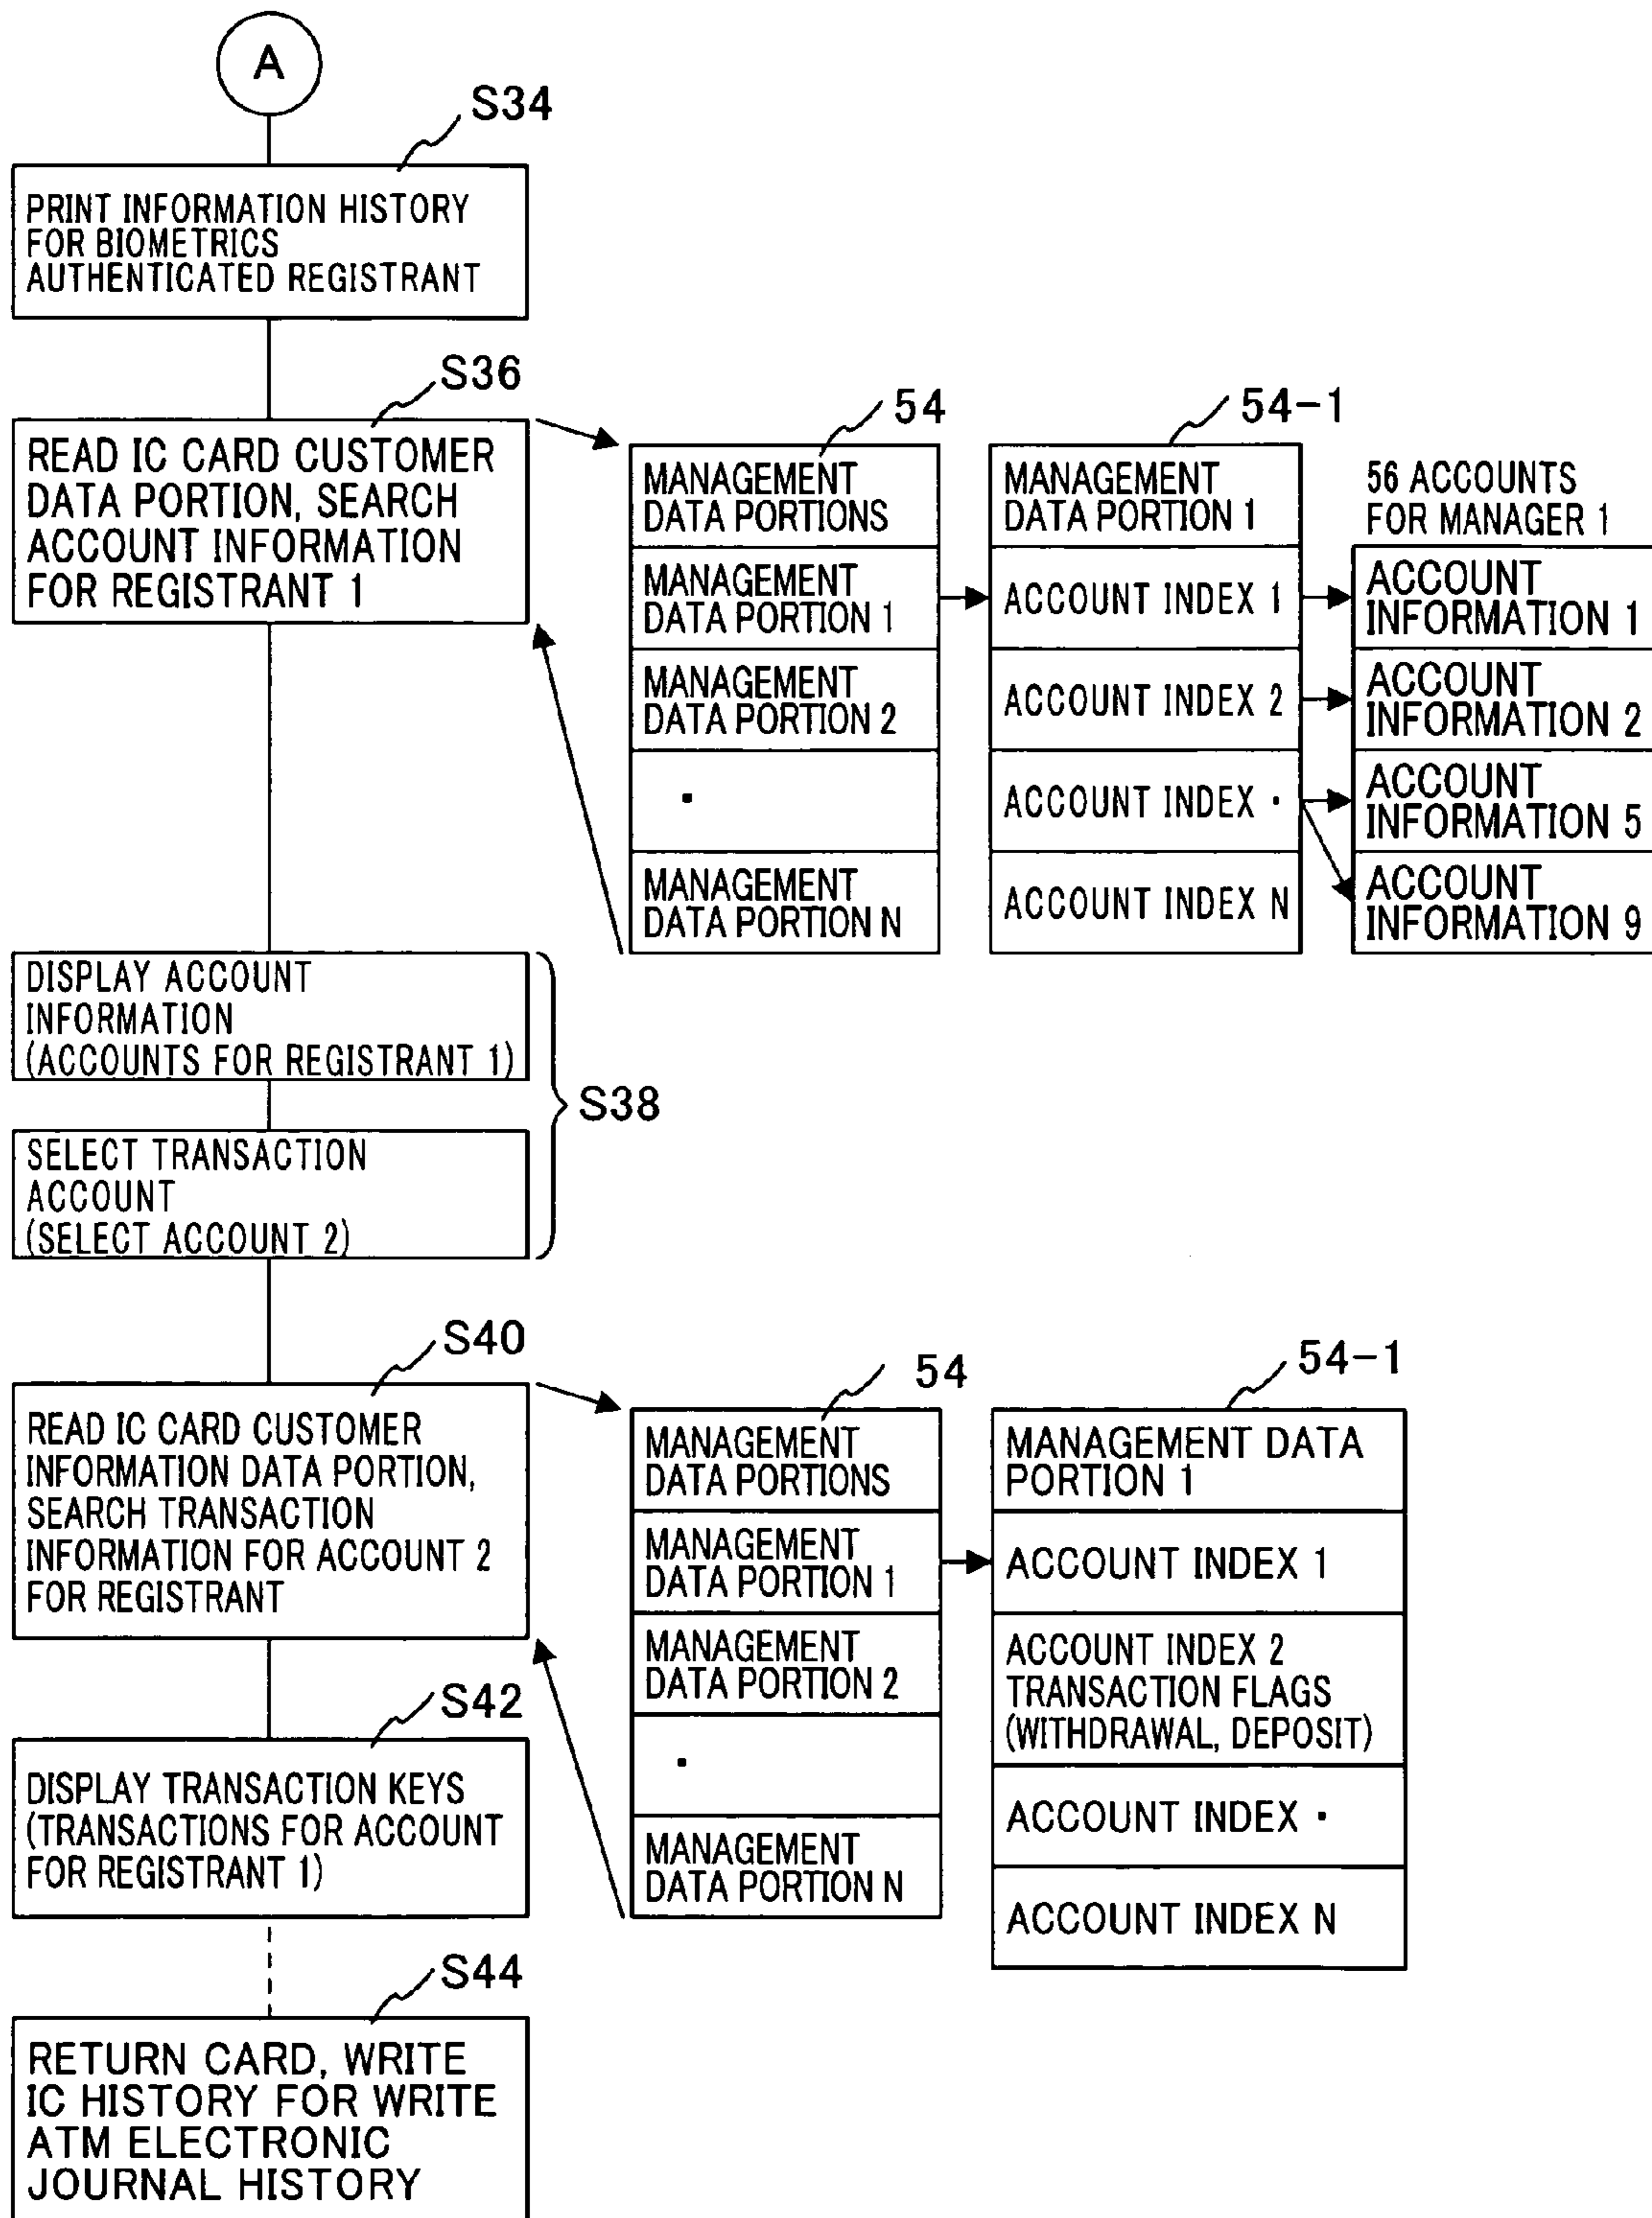 A
S34
PRINT INFORMATION HISTORY
FOR BIOMETRICS
AUTHENTICATED REGISTRANT
S36
READ IC CARD CUSTOMER
DATA PORTION, SEARCH
ACCOUNT INFORMATION
FOR REGISTRANT 1
54
MANAGEMENT
DATA PORTIONS
MANAGEMENT
DATA PORTION 1
MANAGEMENT
DATA PORTION 2
·
MANAGEMENT
DATA PORTION N
54-1
MANAGEMENT
DATA PORTION 1
ACCOUNT INDEX 1
ACCOUNT INDEX 2
ACCOUNT INDEX ·
ACCOUNT INDEX N
56 ACCOUNTS
FOR MANAGER 1
ACCOUNT
INFORMATION 1
ACCOUNT
INFORMATION 2
ACCOUNT
INFORMATION 5
ACCOUNT
INFORMATION 9
DISPLAY ACCOUNT
INFORMATION
(ACCOUNTS FOR REGISTRANT 1)
S38
SELECT TRANSACTION
ACCOUNT
(SELECT ACCOUNT 2)
S40
READ IC CARD CUSTOMER
INFORMATION DATA PORTION,
SEARCH TRANSACTION
INFORMATION FOR ACCOUNT 2
FOR REGISTRANT
54
MANAGEMENT
DATA PORTIONS
MANAGEMENT
DATA PORTION 1
MANAGEMENT
DATA PORTION 2
·
MANAGEMENT
DATA PORTION N
54-1
MANAGEMENT DATA
PORTION 1
ACCOUNT INDEX 1
ACCOUNT INDEX 2
TRANSACTION FLAGS
(WITHDRAWAL, DEPOSIT)
ACCOUNT INDEX ·
ACCOUNT INDEX N
S42
DISPLAY TRANSACTION KEYS
(TRANSACTIONS FOR ACCOUNT
FOR REGISTRANT 1)
S44
RETURN CARD, WRITE
IC HISTORY FOR WRITE
ATM ELECTRONIC
JOURNAL HISTORY